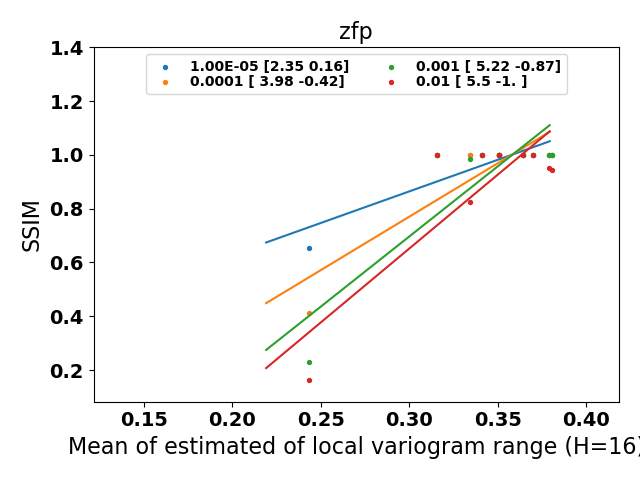 zfp
1.00E-05 [2.35 0.16]
0.0001 [ 3.98 -0.42]
0.001 [ 5.22 -0.87]
0.01 [ 5.5 -1. ]
1.4
1.2
1.0
0.8
0.6
0.4
0.2
SSIM
0.15 0.20 0.25 0.30 0.35 0.40
Mean of estimated of local variogram range (H=16)